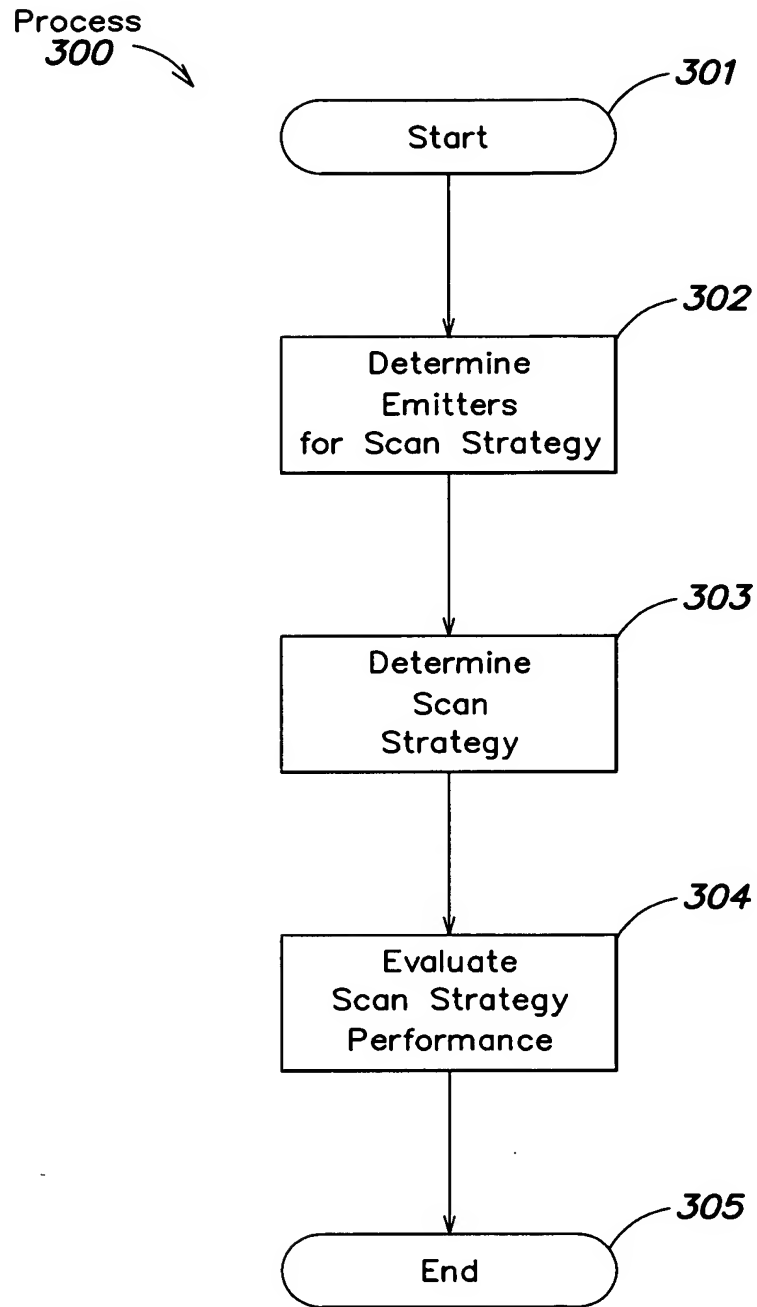 Process
300
301
Start
302
Determine
Emitters
for Scan Strategy
303
Determine
Scan
Strategy
304
Evaluate
Scan Strategy
Performance
305
End